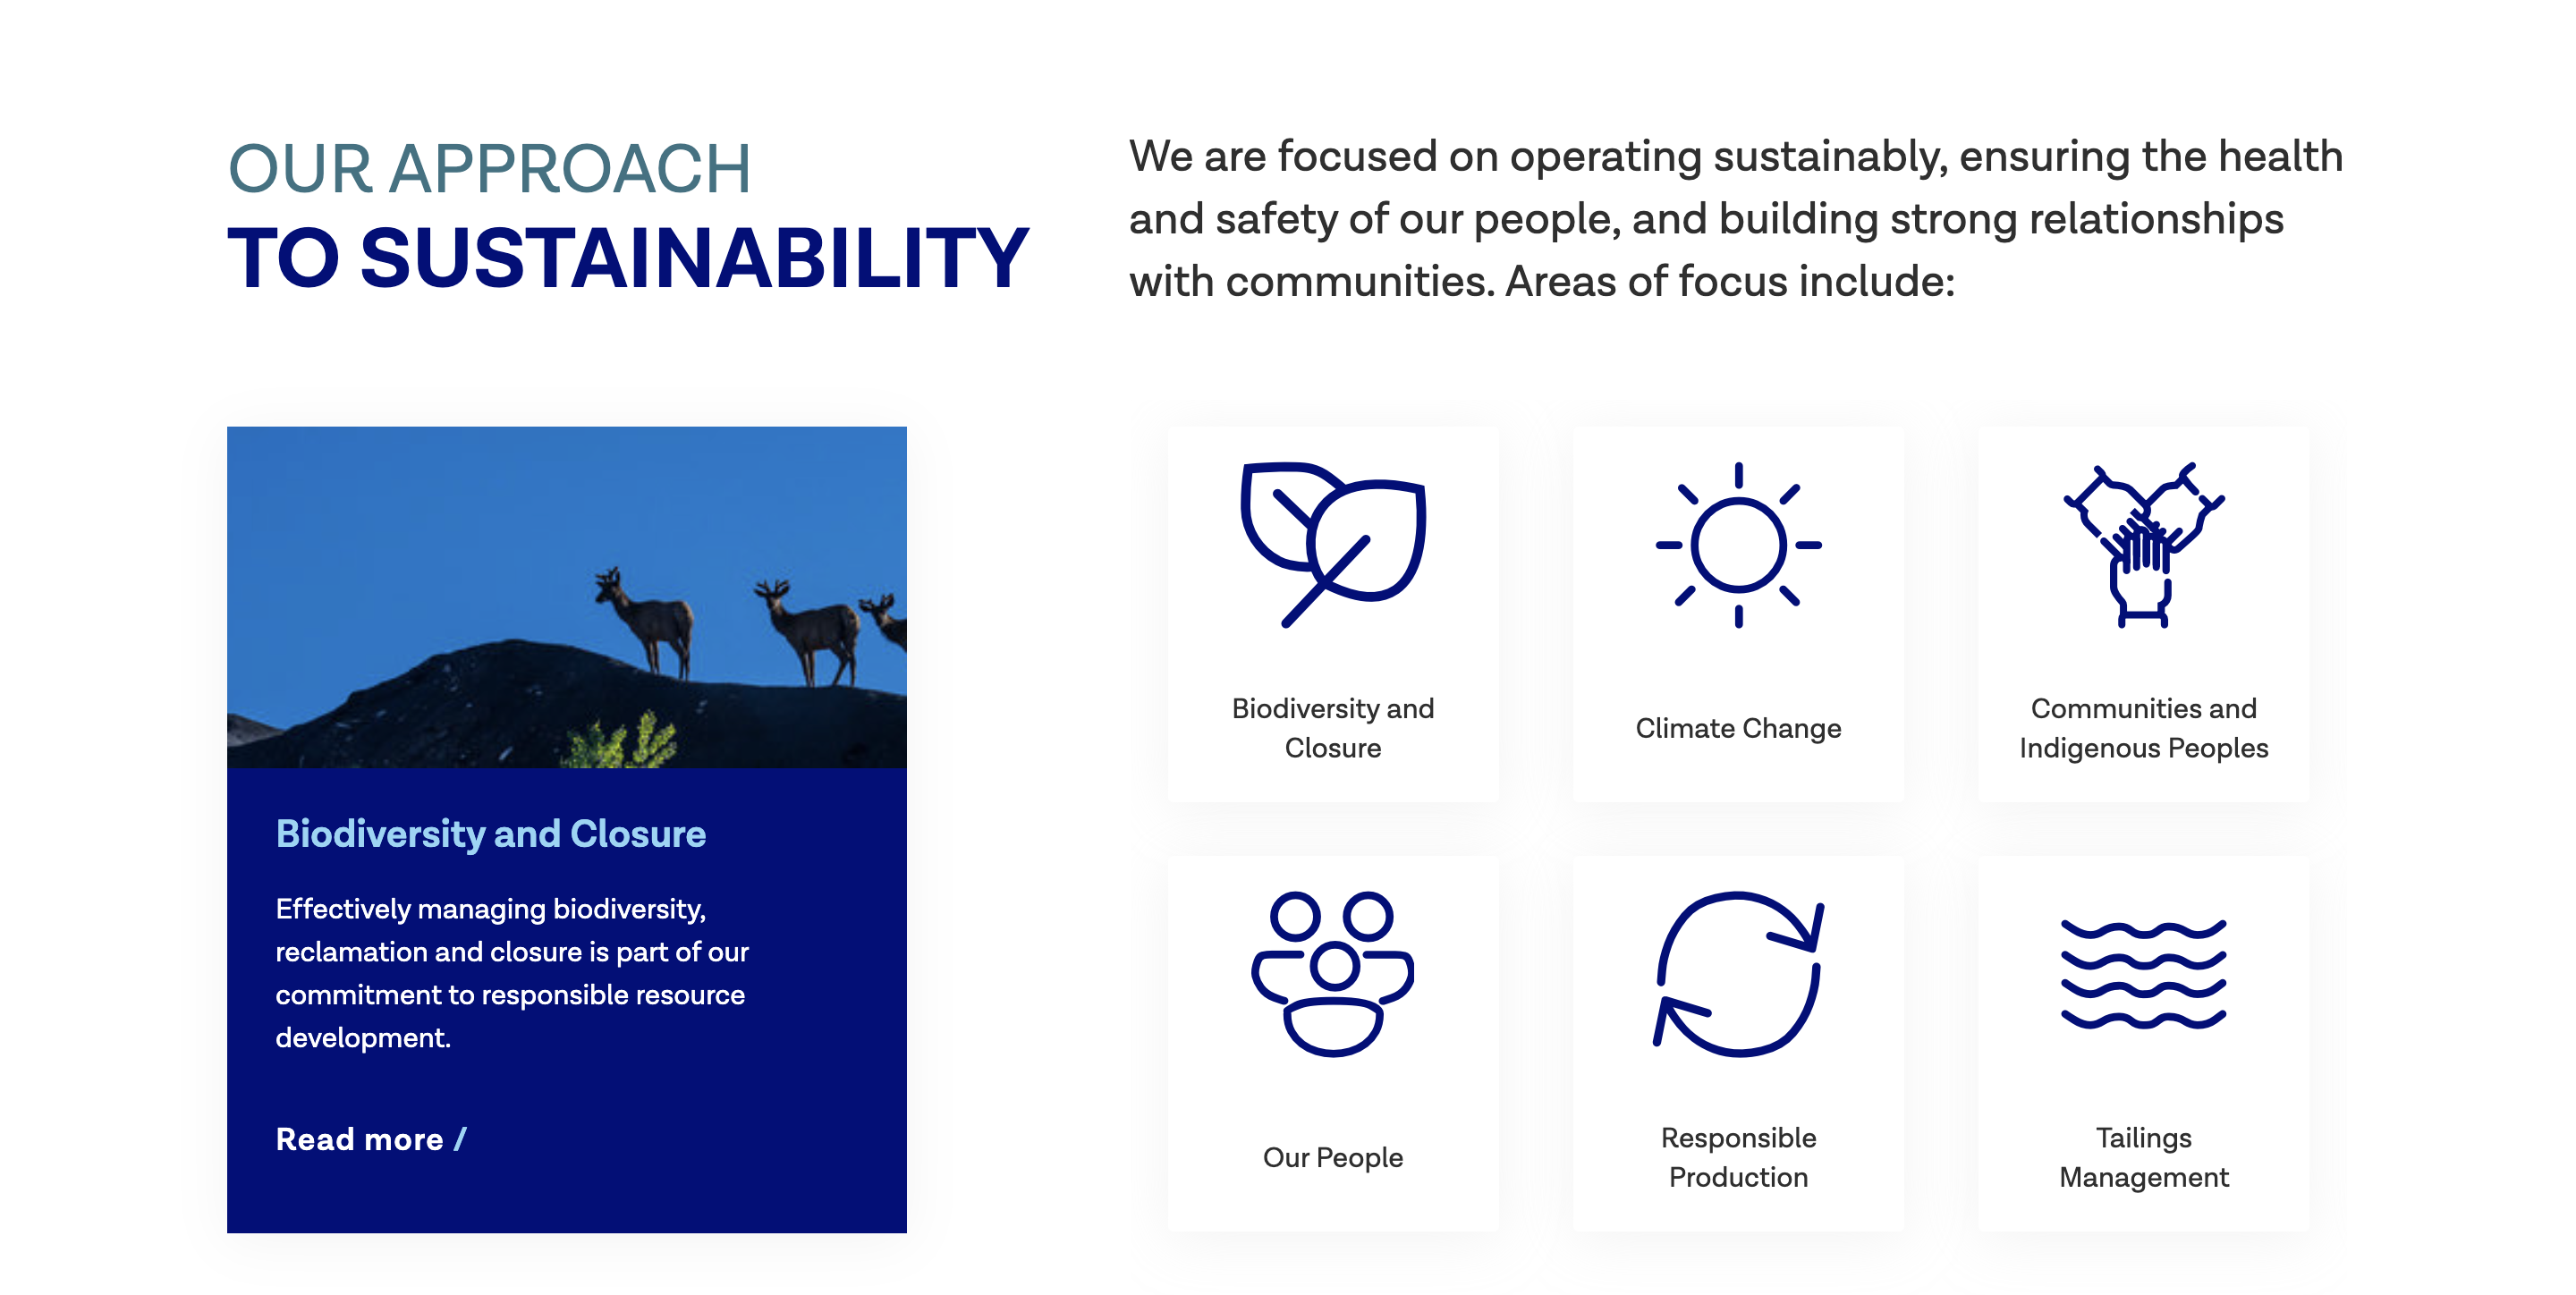 OUR APPROACH
TO SUSTAINABILITY
We are focused on operating sustainably, ensuring the health
and safety of our people, and building strong relationships
with communities. Areas of focus include:
Biodiversity and Closure
Effectively managing biodiversity,
reclamation and closure is part of our
commitment to responsible resource
development.
Read more /
Biodiversity and
Closure
Climate Change
Communities and
Indigenous Peoples
Our People
Responsible
Production
Tailings
Management